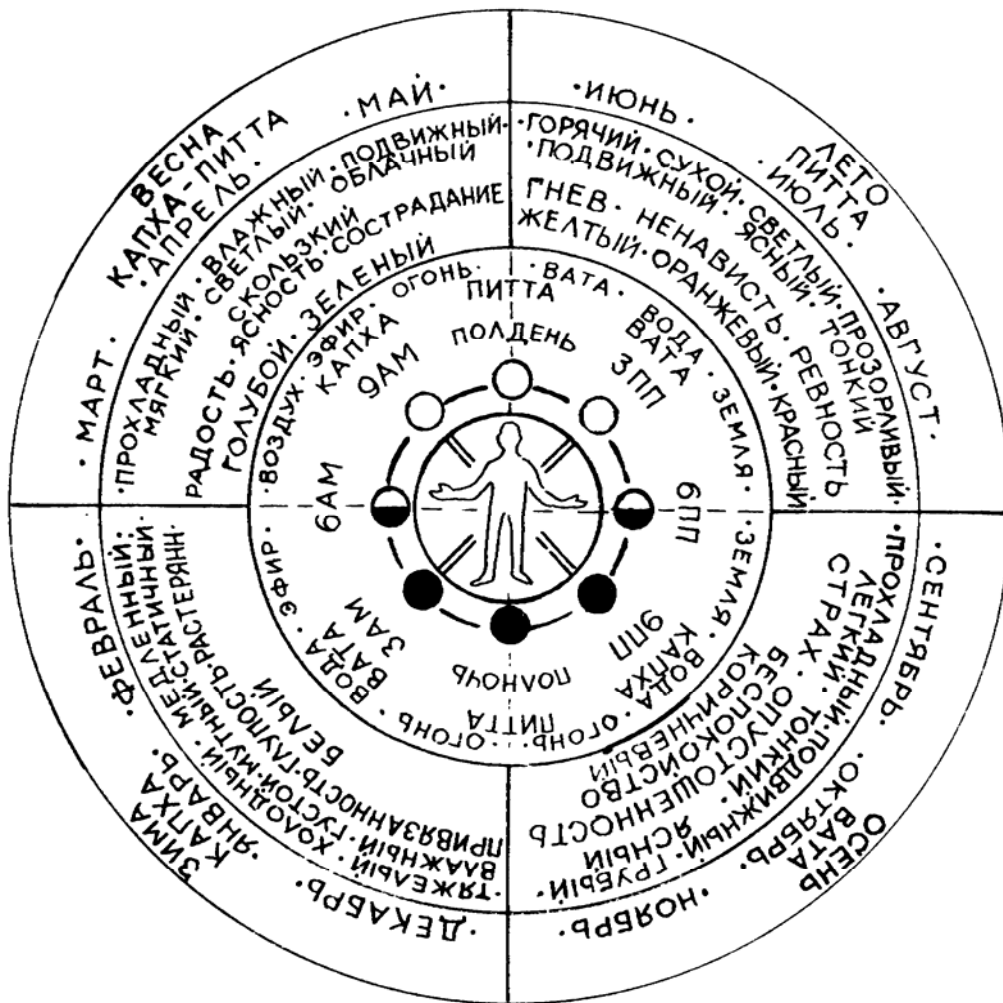 ВЕСНА
КАПХА-ПИТТА
· МАРТ ·
· АПРЕЛЬ ·
· МАЙ ·
· ПРОХЛАДНЫЙ · ВЛАЖНЫЙ · ПОДВИЖНЫЙ ·
МЯГКИЙ · СВЕТЛЫЙ · ОБЛАЧНЫЙ
СКОЛЬЗКИЙ
РАДОСТЬ · ЯСНОСТЬ · СОСТРАДАНИЕ
ГОЛУБОЙ · ЗЕЛЕНЫЙ
ЛЕТО
ПИТТА
· ИЮНЬ ·
· ИЮЛЬ ·
· АВГУСТ ·
· ГОРЯЧИЙ · СУХОЙ · СВЕТЛЫЙ · ПРОЗОРЛИВЫЙ ·
· ПОДВИЖНЫЙ · ЯСНЫЙ · ТОНКИЙ
ГНЕВ · НЕНАВИСТЬ · РЕВНОСТЬ
ЖЕЛТЫЙ · ОРАНЖЕВЫЙ · КРАСНЫЙ
· СЕНТЯБРЬ ·
· ОКТЯБРЬ ·
· НОЯБРЬ ·
ОСЕНЬ
ВАТА
· ПРОХЛАДНЫЙ · ПОДВИЖНЫЙ · ГРУБЫЙ ·
ЛЕГКИЙ · ТОНКИЙ · ЯСНЫЙ
СТРАХ · ОПУСТОШЕННОСТЬ
БЕСПОКОЙСТВО
КОРИЧНЕВЫЙ
ЗИМА
КАПХА
· ДЕКАБРЬ ·
· ЯНВАРЬ ·
· ФЕВРАЛЬ ·
· ТЯЖЕЛЫЙ · ХОЛОДНЫЙ · МЕДЛЕННЫЙ ·
ВЛАЖНЫЙ · ГУСТОЙ · МУТНЫЙ · СТАТИЧНЫЙ
ПРИВЯЗАННОСТЬ · ГЛУПОСТЬ · РАСТЕРЯНН·
БЕЛЫЙ
· ВОЗДУХ · ЭФИР · ОГОНЬ ·
КАПХА
9АМ
ПИТТА
ПОЛДЕНЬ
· ВАТА ·
ВОДА · ЗЕМЛЯ ·
ВАТА
3ПП
6ПП
· ЗЕМЛЯ · ВОДА · ОГОНЬ ·
КАПХА
9ПП
ПИТТА
ПОЛНОЧЬ
· ОГОНЬ · ВОДА · ЭФИР ·
ВАТА
3АМ
6АМ